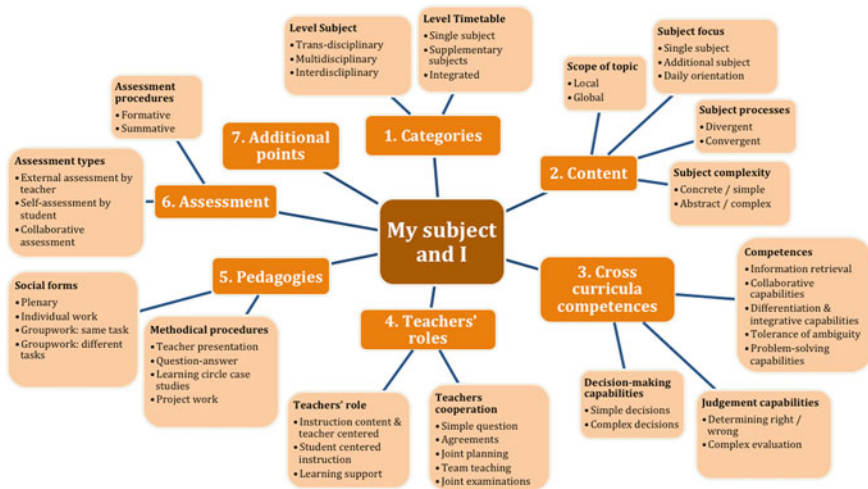 My subject
and I
1. Categories
Level Subject
• Trans-disciplinary
• Multidisciplinary
• Interdiscliplinary
Level Timetable
• Single subject
• Supplementary
subjects
• Integrated
2. Content
Scope of topic
• Local
• Global
Subject focus
• Single subject
• Additional subject
• Daily orientation
Subject processes
• Divergent
• Convergent
Subject complexity
• Concrete / simple
• Abstract / complex
3. Cross
curricula
competences
Competences
• Information retrieval
• Collaborative
capabilities
• Differentiation &
integrative capabilities
• Tolerance of ambiguity
• Problem-solving
capabilities
Judgement capabilities
• Determining right /
wrong
• Complex evaluation
Decision-making
capabilities
• Simple decisions
• Complex decisions
4. Teachers'
roles
Teachers cooperation
• Simple question
• Agreements
• Joint planning
• Team teaching
• Joint examinations
Teachers' role
• Instruction content &
teacher centered
• Student centered
instruction
• Learning support
5. Pedagogies
Methodical procedures
• Teacher presentation
• Question-answer
• Learning circle case
studies
• Project work
Social forms
• Plenary
• Individual work
• Groupwork: same task
• Groupwork: different
tasks
6. Assessment
Assessment types
• External assessment by
teacher
• Self-assessment by
student
• Collaborative
assessment
Assessment
procedures
• Formative
• Summative
7. Additional
points